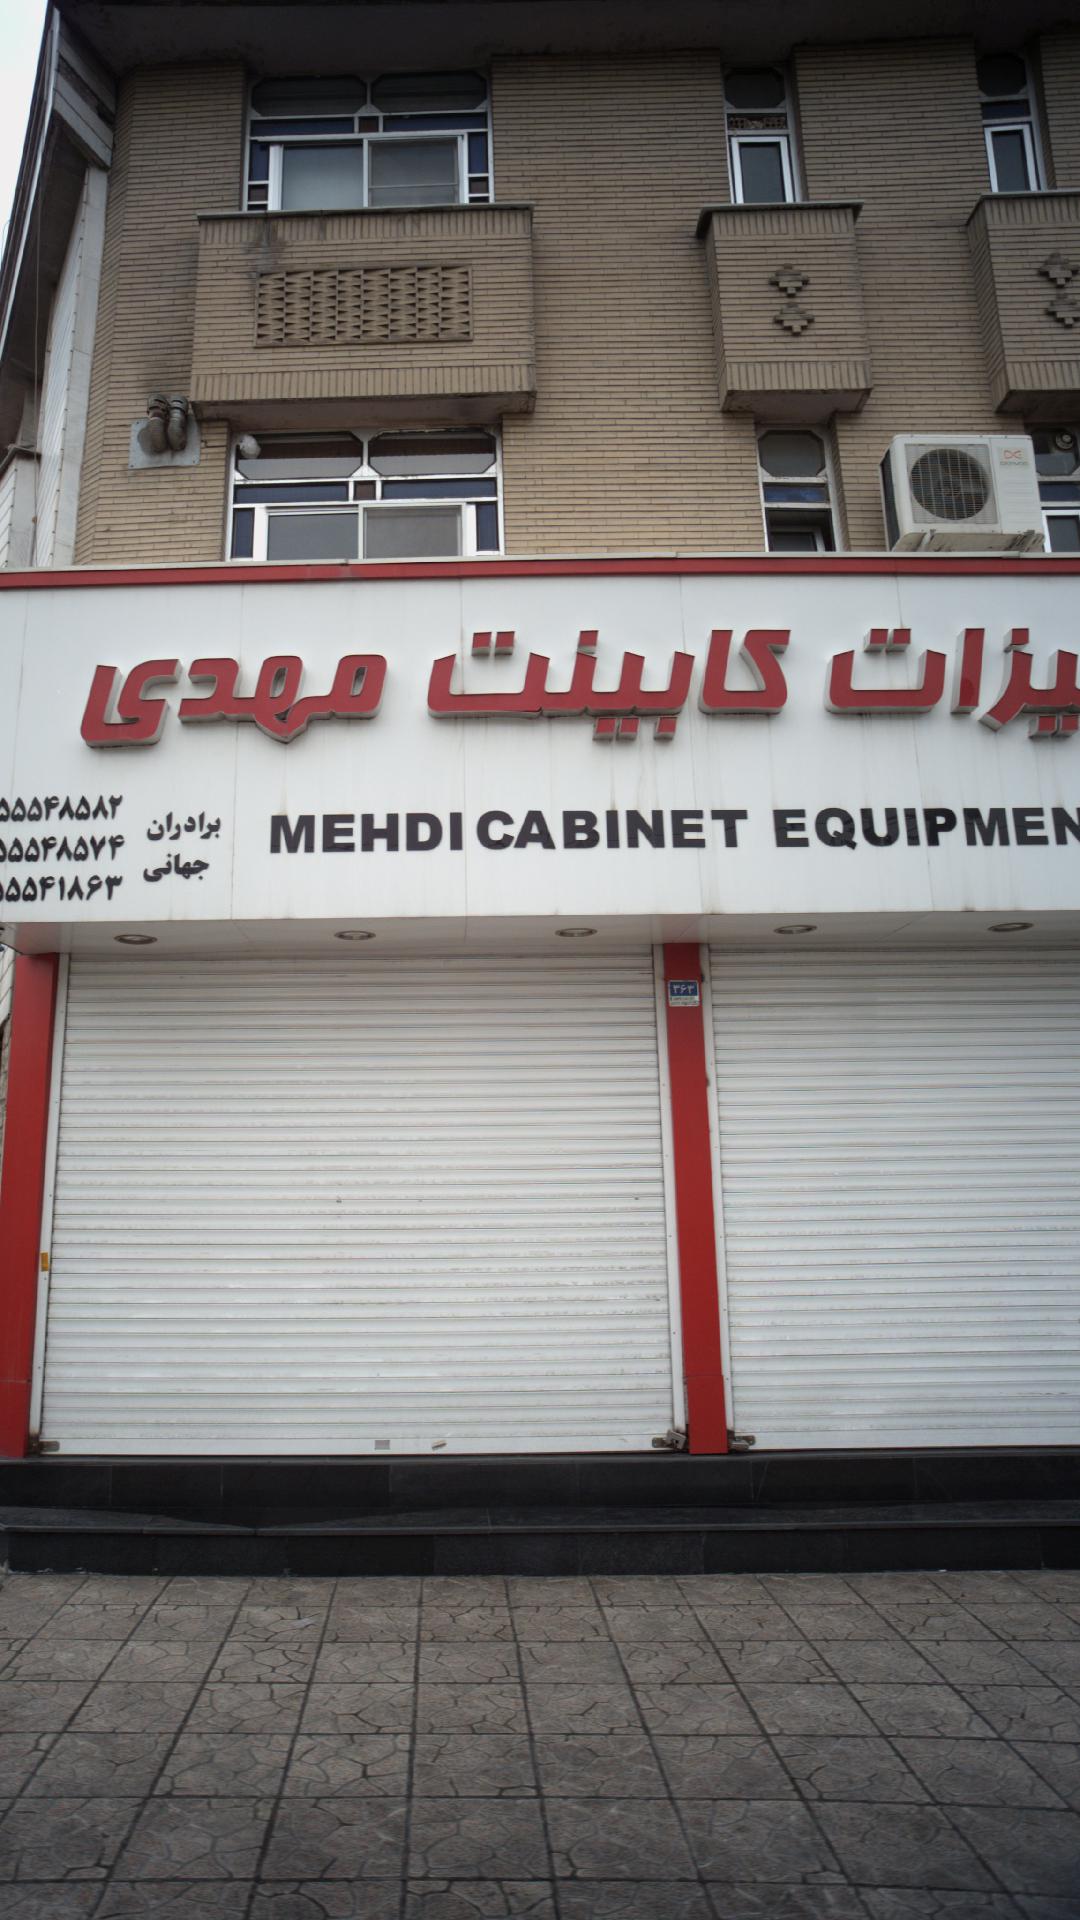 یزات کابینت مهدی
MEHDI CABINET EQUIPMEN
برادران
جهانی
۵۵۵۴۸۵۸۲
۵۵۵۴۸۵۷۴
۵۵۵۴۱۸۶۳
۳۶۳